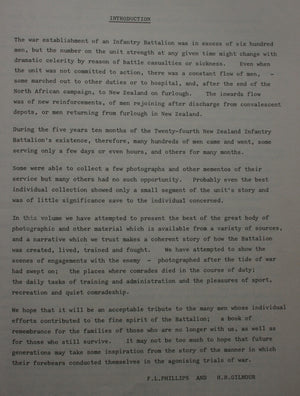 INTRODUCTION
The war establishment of an Infantry Battalion was in excess of six hundred
men, but the number on the unit strength at any given time might change with
dramatic celerity by reason of battle casualties or sickness. Even when
the unit was not committed to action, there was a constant flow of men, -
some marched out to other duties or to hospital, and, after the end of the
North African campaign, to New Zealand on furlough. The inwards flow
was of new reinforcements, of men rejoining after discharge from convalescent
depots, or men returning from furlough in New Zealand.
During the five years ten months of the Twenty-fourth New Zealand Infantry
Battalion's existence, therefore, many hundreds of men came and went, some
serving only a few days or even hours, and others for many months.
Some were able to collect a few photographs and other mementos of their
service but many others had no such opportunity. Probably even the best
individual collection showed only a small segment of the unit's story and
was of little significance save to the individual concerned.
In this volume we have attempted to present the best of the great body of
photographic and other material which is available from a variety of sources,
and a narrative which we trust makes a coherent story of how the Battalion
was created, lived, trained and fought. We have attempted to show the
scenes of engagements with the enemy - photographed after the tide of war
had swept on; the places where comrades died in the course of duty;
the daily tasks of training and administration and the pleasures of sport,
recreation and quiet comradeship.
We hope that it will be an acceptable tribute to the many men whose individual
efforts contributed to the fine spirit of the Battalion; a book of
remembrance for the families of those who are no longer with us, as well as
for those who still survive. It may not be too much to hope that future
generations may take some inspiration from the story of the manner in which
their forebears conducted themselves in the agonising trials of war.
F.L.PHILLIPS AND H.R.GILMOUR